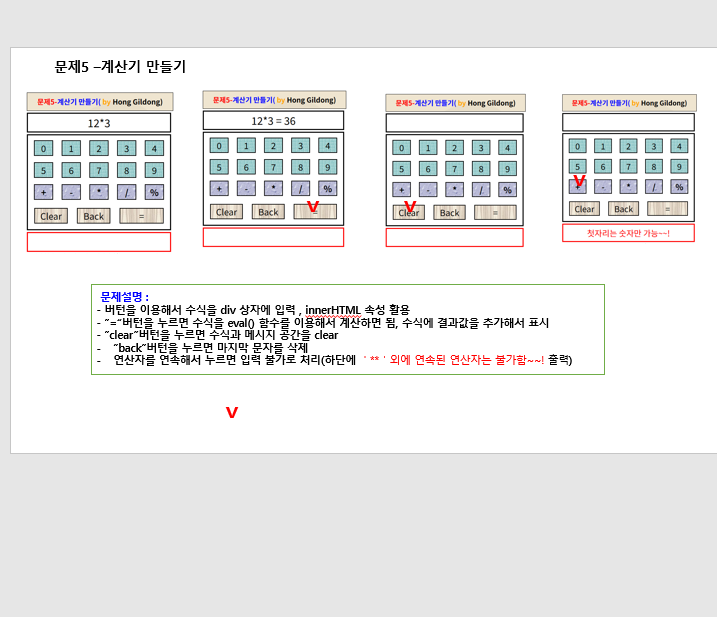 문제5 –계산기 만들기
문제5-계산기 만들기( by Hong Gildong)
12*3
0 1 2 3 4
5 6 7 8 9
+ - * / %
Clear Back =
문제5-계산기 만들기( by Hong Gildong)
12*3 = 36
0 1 2 3 4
5 6 7 8 9
+ - * / %
Clear Back =
V
문제5-계산기 만들기( by Hong Gildong)
0 1 2 3 4
5 6 7 8 9
+ - * / %
Clear Back =
V
문제5-계산기 만들기( by Hong Gildong)
0 1 2 3 4
5 6 7 8 9
+ - * / %
Clear Back =
V
첫자리는 숫자만 가능~~!
문제설명 :
- 버턴을 이용해서 수식을 div 상자에 입력 , innerHTML 속성 활용
- "="버턴을 누르면 수식을 eval() 함수를 이용해서 계산하면 됨, 수식에 결과값을 추가해서 표시
- "clear"버턴을 누르면 수식과 메시지 공간을 clear
- "back"버턴을 누르면 마지막 문자를 삭제
- 연산자를 연속해서 누르면 입력 불가로 처리(하단에 ' ** ' 외에 연속된 연산자는 불가함~~! 출력)
V